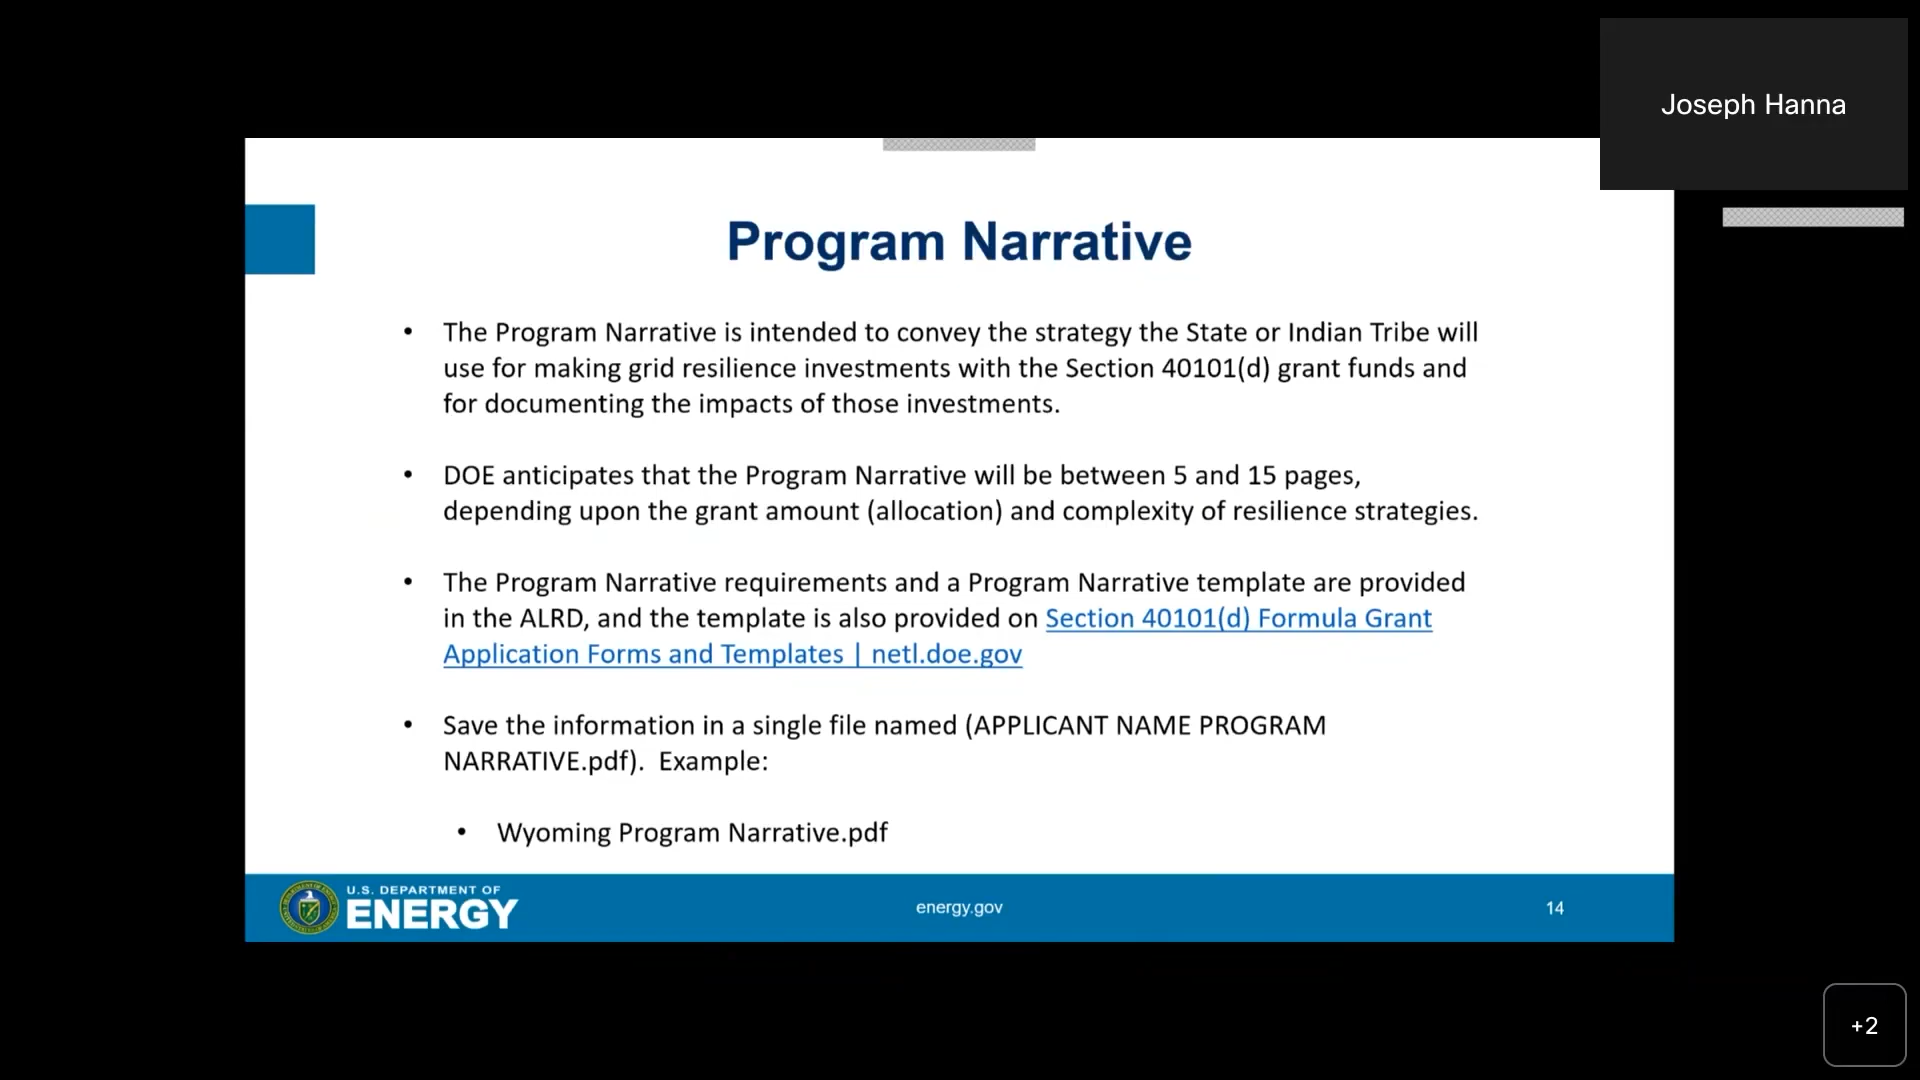 Joseph Hanna
Program Narrative
• The Program Narrative is intended to convey the strategy the State or Indian Tribe will
use for making grid resilience investments with the Section 40101(d) grant funds and
for documenting the impacts of those investments.
• DOE anticipates that the Program Narrative will be between 5 and 15 pages,
depending upon the grant amount (allocation) and complexity of resilience strategies.
• The Program Narrative requirements and a Program Narrative template are provided
in the ALRD, and the template is also provided on Section 40101(d) Formula Grant
Application Forms and Templates | netl.doe.gov
• Save the information in a single file named (APPLICANT NAME PROGRAM
NARRATIVE.pdf).  Example:
• Wyoming Program Narrative.pdf
U.S. DEPARTMENT OF
ENERGY
energy.gov
14
+2